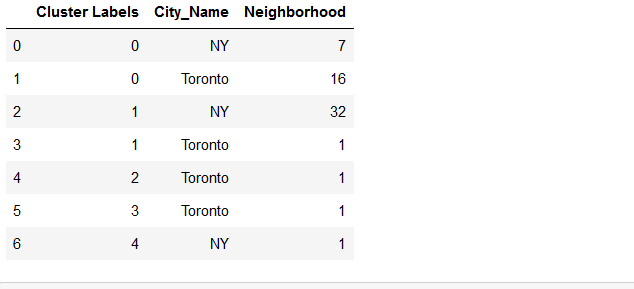 Cluster Labels City_Name Neighborhood
0 0 NY 7
1 0 Toronto 16
2 1 NY 32
3 1 Toronto 1
4 2 Toronto 1
5 3 Toronto 1
6 4 NY 1